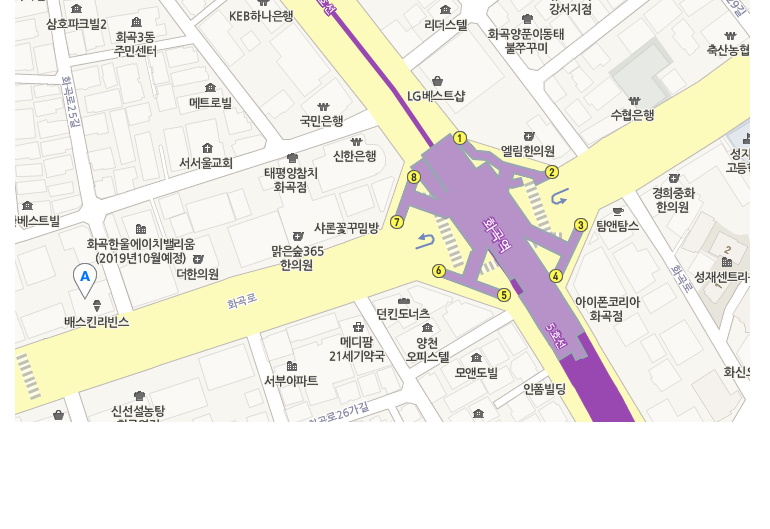 KEB하나은행
리더스텔
강서지점
삼호파크빌2
화곡3동
주민센터
화곡양푼이동태
불쭈꾸미
축산농협
LG베스트샵
메트로빌
화곡로25길
국민은행
수협은행
1
신한은행
엘림한의원
서서울교회
태평양참치
화곡점
8
2
경희중화
한의원
베스트빌
7
샤론꽃꾸밈방
3
탐앤탐스
화곡역
화곡한울에이치밸리움
(2019년10월예정)
맑은숲365
한의원
더한의원
6
4
2
성재센트리
A
화곡로
5
화곡로
배스킨라빈스
던킨도너츠
아이폰코리아
화곡점
5호선
메디팜
21세기약국
양천
오피스텔
서부아파트
모앤도빌
인폼빌딩
신선설농탕
화곡로26가길